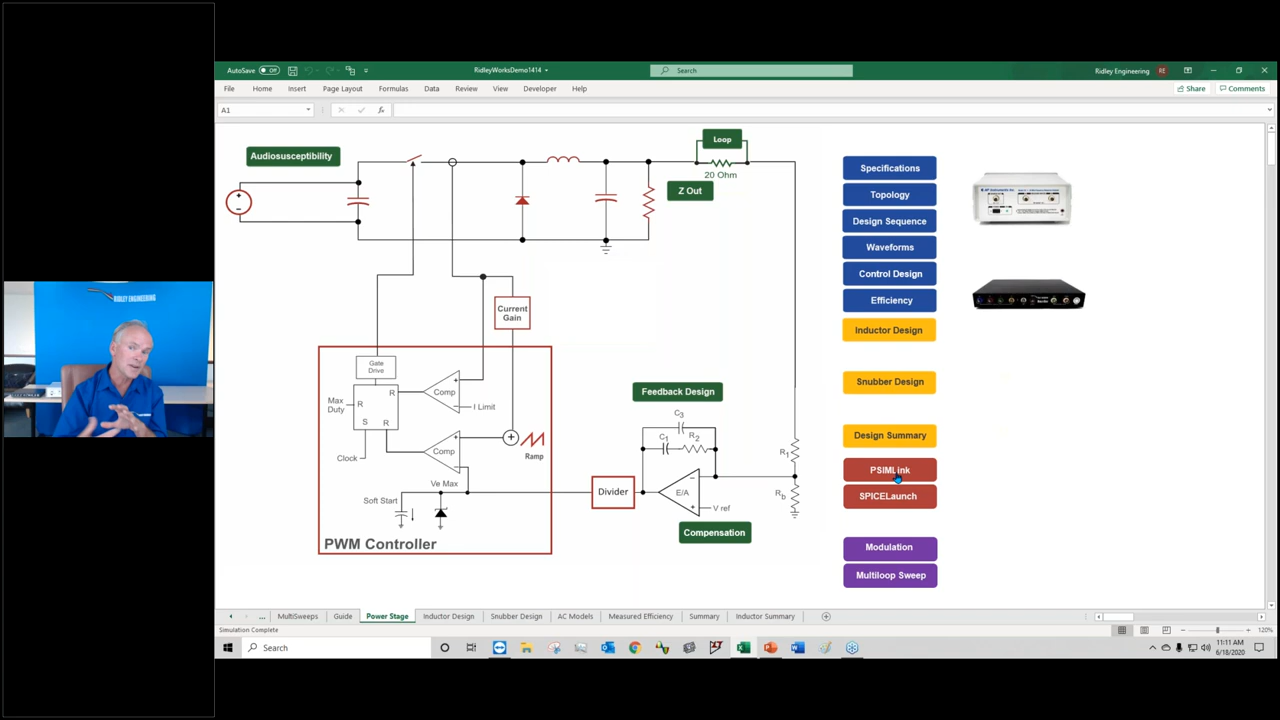 AutoSave Off
RidleyWorksDemo1414
Search
Ridley Engineering
RE
File Home Insert Page Layout Formulas Data Review View Developer Help
Share Comments
A1
fx
RIDLEY ENGINEERING
Audiosusceptibility
Loop
20 Ohm
Z Out
Current
Gain
Gate
Drive
Max
Duty
R
R
S
R
Clock
Comp
+
I Limit
Comp
+
Ramp
Ve Max
Soft Start
PWM Controller
Divider
Feedback Design
C3
C1
R2
E/A
V ref
R1
Rb
Compensation
Specifications
Topology
Design Sequence
Waveforms
Control Design
Efficiency
Inductor Design
Snubber Design
Design Summary
PSIMLink
SPICELaunch
Modulation
Multiloop Sweep
... MultiSweeps Guide Power Stage Inductor Design Snubber Design AC Models Measured Efficiency Summary Inductor Summary
Simulation Complete
120%
Search
11:11 AM
6/18/2020